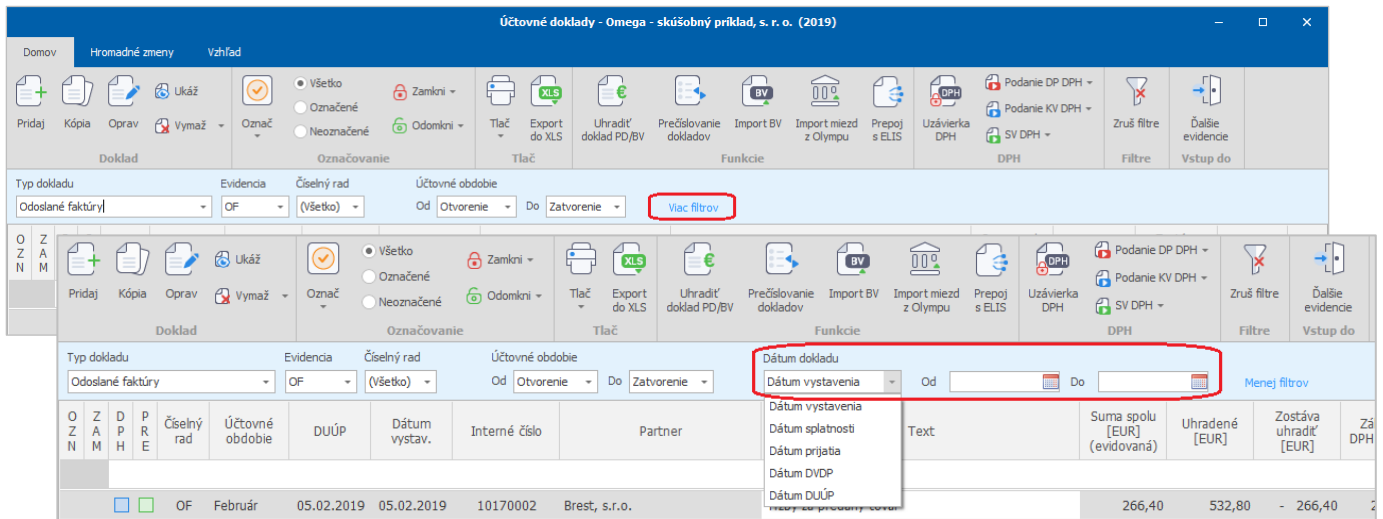 Účtovné doklady - Omega - skúšobný príklad, s. r. o. (2019)
Domov Hromadné zmeny Vzhľad
Pridaj Kópia Oprav Ukáž Vymaž
Doklad
Označ Všetko Označené Neoznačené Zamkni Odomkni
Označovanie
Tlač Export do XLS
Tlač
Uhradiť doklad PD/BV Prečíslovanie dokladov BV Import BV Import miezd z Olympu Prepoj s ELIS
Funkcie
DPH Uzávierka DPH Podanie DP DPH Podanie KV DPH SV DPH
DPH
Zruš filtre
Filtre
Ďalšie evidencie
Vstup do
Typ dokladu Evidencia Číselný rad Účtovné obdobie
Odoslané faktúry OF (Všetko) Od Otvorenie Do Zatvorenie Viac filtrov
O Z N Z A M
Pridaj Kópia Oprav Ukáž Vymaž
Doklad
Označ Všetko Označené Neoznačené Zamkni Odomkni
Označovanie
Tlač XLS Export do XLS
Tlač
Uhradiť doklad PD/BV Prečíslovanie dokladov BV Import BV Import miezd z Olympu Prepoj s ELIS
Funkcie
DPH Uzávierka DPH Podanie DP DPH Podanie KV DPH SV DPH
DPH
Zruš filtre
Filtre
Ďalšie evidencie
Vstup do
Typ dokladu Evidencia Číselný rad Účtovné obdobie Dátum dokladu
Odoslané faktúry OF (Všetko) Od Otvorenie Do Zatvorenie Dátum vystavenia Od Do Menej filtrov
Dátum vystavenia
Dátum splatnosti
Dátum prijatia
Dátum DVDP
Dátum DUÚP
O Z N Z A M D P H P R E Číselný rad Účtovné obdobie DUÚP Dátum vystav. Interné číslo Partner Text Suma spolu [EUR] (evidovaná) Uhradené [EUR] Zostáva uhradiť [EUR]
OF Február 05.02.2019 05.02.2019 10170002 Brest, s.r.o. 266,40 532,80 - 266,40